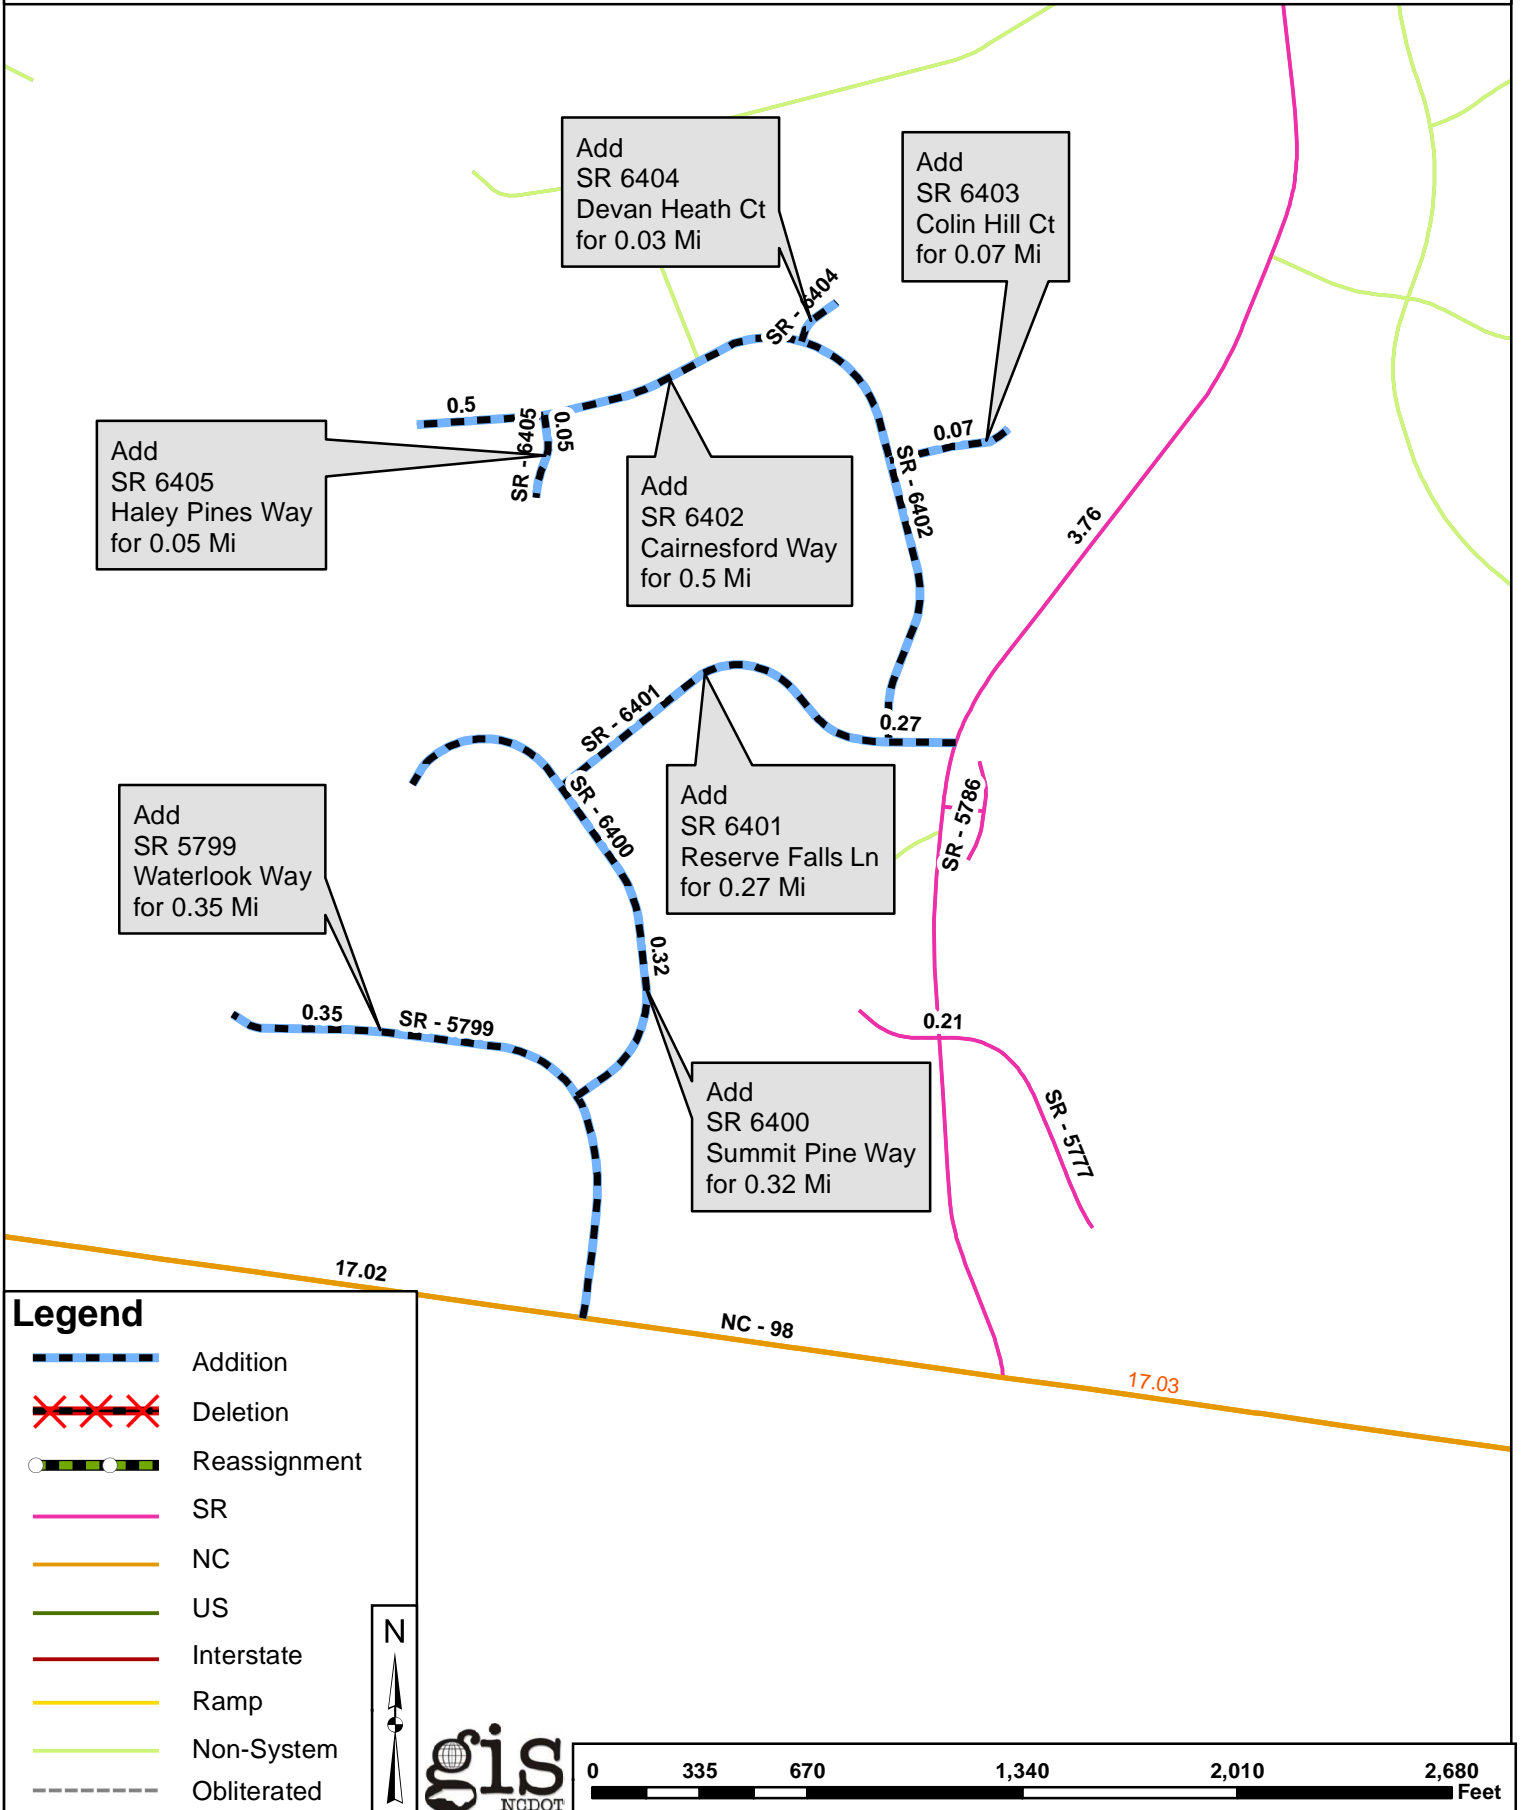 Add
SR 6404
Devan Heath Ct
for 0.03 Mi
Add
SR 6403
Colin Hill Ct
for 0.07 Mi
SR - 6404
0.5
SR - 6405
0.05
0.07
SR - 6402
Add
SR 6405
Haley Pines Way
for 0.05 Mi
Add
SR 6402
Cairnesford Way
for 0.5 Mi
3.76
SR - 6401
0.27
SR - 6400
Add
SR 6401
Reserve Falls Ln
for 0.27 Mi
SR - 5786
Add
SR 5799
Waterlook Way
for 0.35 Mi
0.32
0.35
SR - 5799
0.21
SR - 5777
Add
SR 6400
Summit Pine Way
for 0.32 Mi
17.02
NC - 98
17.03
Legend
Addition
Deletion
Reassignment
SR
NC
US
Interstate
Ramp
Non-System
Obliterated
N
gis
NCDOT
0 335 670 1,340 2,010 2,680
Feet